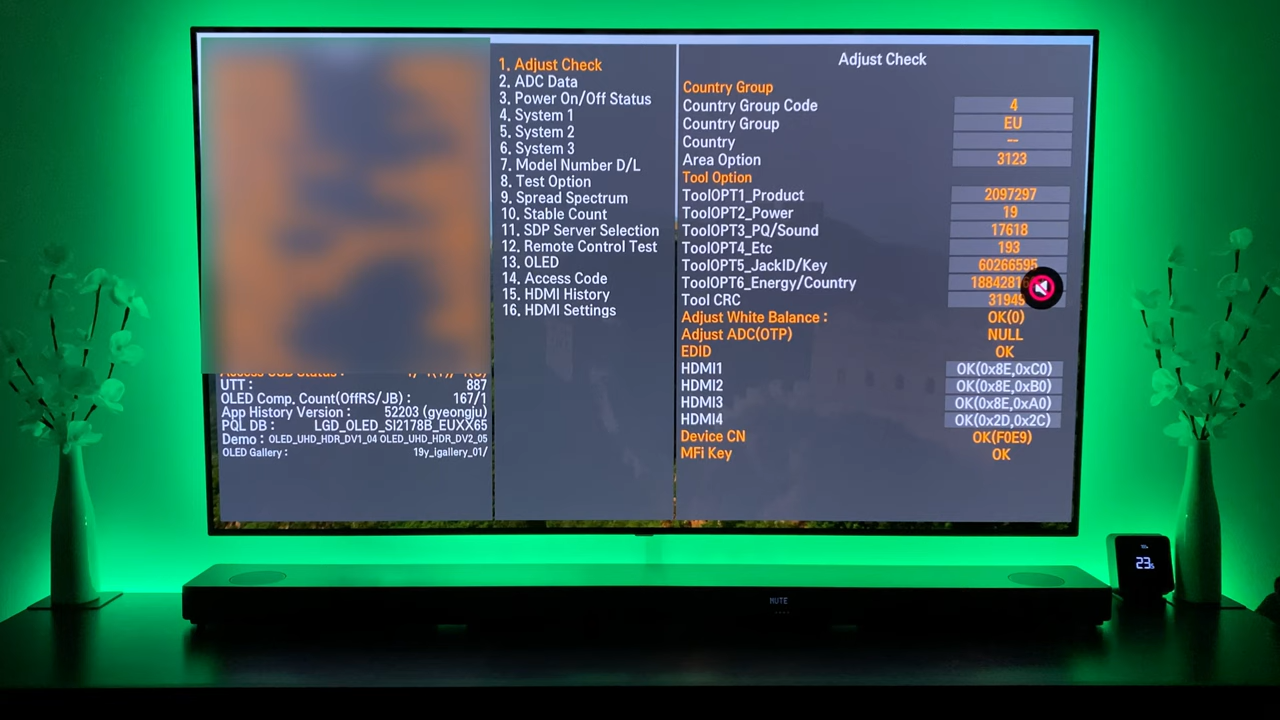 UTT : 887
OLED Comp. Count(OffRS/JB) : 167/1
App History Version : 52203 (gyeongju)
PQL DB : LGD_OLED_SI2178B_EUXX65
Demo : OLED_UHD_HDR_DV1_04 OLED_UHD_HDR_DV2_05
OLED Gallery : 19y_igallery_01/
1. Adjust Check
2. ADC Data
3. Power On/Off Status
4. System 1
5. System 2
6. System 3
7. Model Number D/L
8. Test Option
9. Spread Spectrum
10. Stable Count
11. SDP Server Selection
12. Remote Control Test
13. OLED
14. Access Code
15. HDMI History
16. HDMI Settings
Adjust Check
Country Group
Country Group Code 4
Country Group EU
Country --
Area Option 3123
Tool Option
ToolOPT1_Product 2097297
ToolOPT2_Power 19
ToolOPT3_PQ/Sound 17618
ToolOPT4_Etc 193
ToolOPT5_JackID/Key 60266595
ToolOPT6_Energy/Country
Tool CRC
Adjust White Balance : OK(0)
Adjust ADC(OTP) NULL
EDID OK
HDMI1 OK(0x8E,0xC0)
HDMI2 OK(0x8E,0xB0)
HDMI3 OK(0x8E,0xA0)
HDMI4 OK(0x2D,0x2C)
Device CN OK(F0E9)
MFi Key OK
MUTE